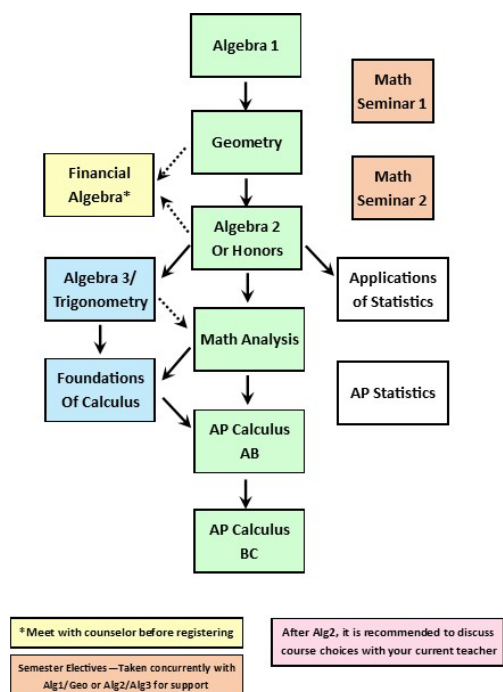 Algebra 1
Math
Seminar 1
Geometry
Financial
Algebra*
Math
Seminar 2
Algebra 2
Or Honors
Algebra 3/
Trigonometry
Applications
of Statistics
Math Analysis
Foundations
Of Calculus
AP Statistics
AP Calculus
AB
AP Calculus
BC
*Meet with counselor before registering
After Alg2, it is recommended to discuss
course choices with your current teacher
Semester Electives—Taken concurrently with
Alg1/Geo or Alg2/Alg3 for support